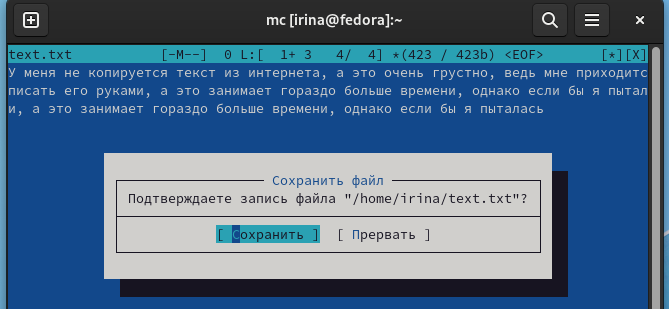 mc [irina@fedora]:~
text.txt [-M--] 0 L:[ 1+ 3 4/ 4] *(423 / 423b) <EOF> [*][X]
У меня не копируется текст из интернета, а это очень грустно, ведь мне приходитс
писать его руками, а это занимает гораздо больше времени, однако если бы я пытал
и, а это занимает гораздо больше времени, однако если бы я пыталась
Сохранить файл
Подтверждаете запись файла "/home/irina/text.txt"?
[ Сохранить ] [ Прервать ]